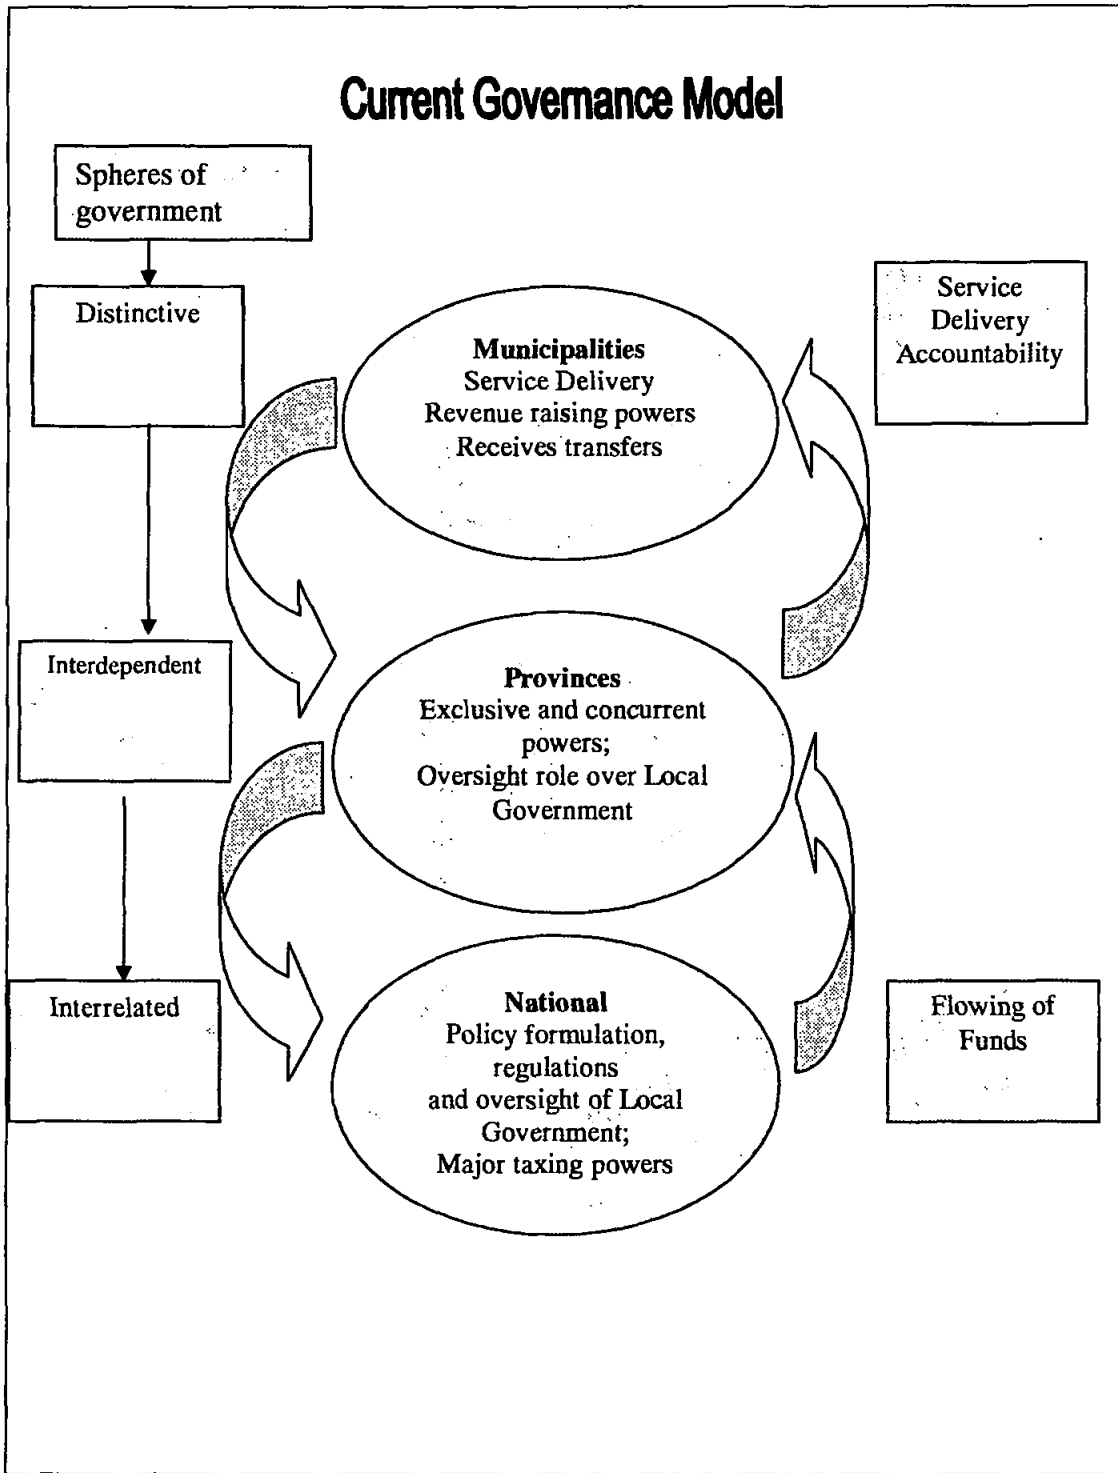 Current Governance Model
Spheres of
government
Distinctive
Interdependent
Interrelated
Municipalities
Service Delivery
Revenue raising powers
Receives transfers
Provinces
Exclusive and concurrent
powers;
Oversight role over Local
Government
National
Policy formulation,
regulations
and oversight of Local
Government;
Major taxing powers
Service
Delivery
Accountability
Flowing of
Funds